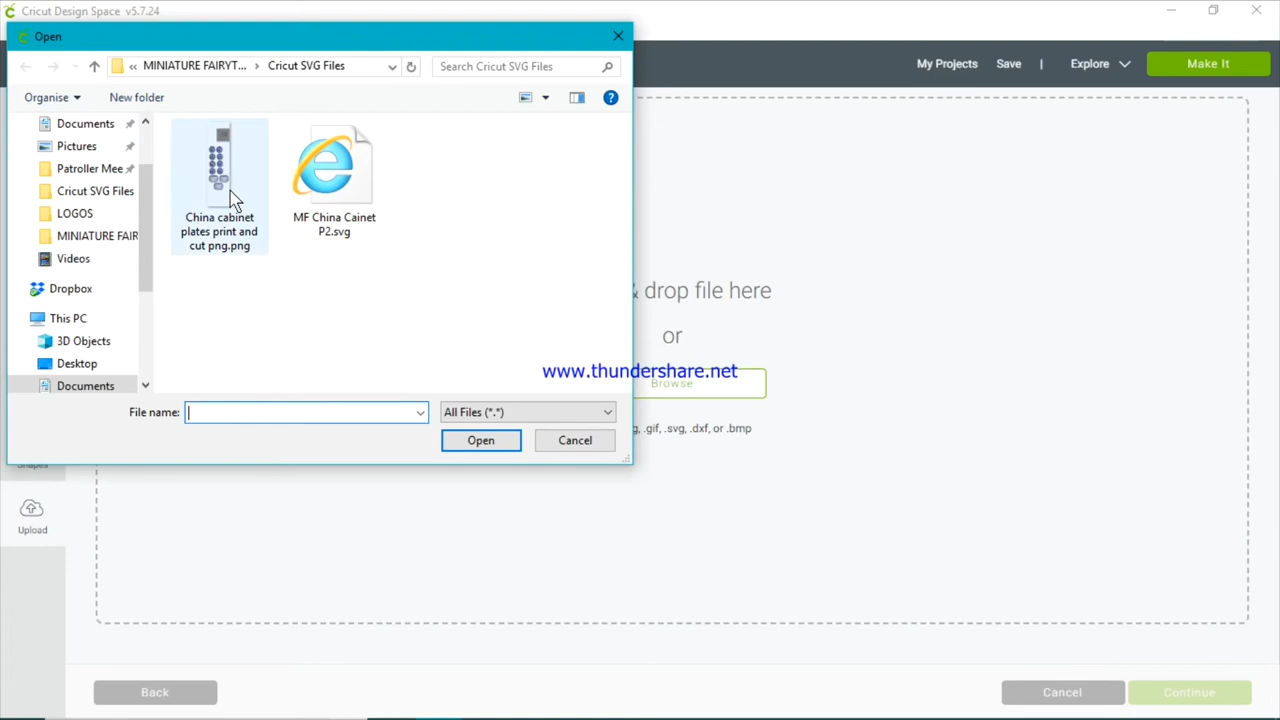 Cricut Design Space v5.7.24
Open
« MINIATURE FAIRYT... › Cricut SVG Files
Search Cricut SVG Files
My Projects
Save
|
Explore
Make It
Organise
New folder
Documents
Pictures
Patroller Mee
Cricut SVG Files
LOGOS
MINIATURE FAIR
Videos
Dropbox
This PC
3D Objects
Desktop
Documents
China cabinet
plates print and
cut png.png
MF China Cainet
P2.svg
& drop file here
or
www.thundershare.net
Browse
File name:
All Files (*.*)
Open
Cancel
.gif, .svg, .dxf, or .bmp
Upload
Back
Cancel
Continue